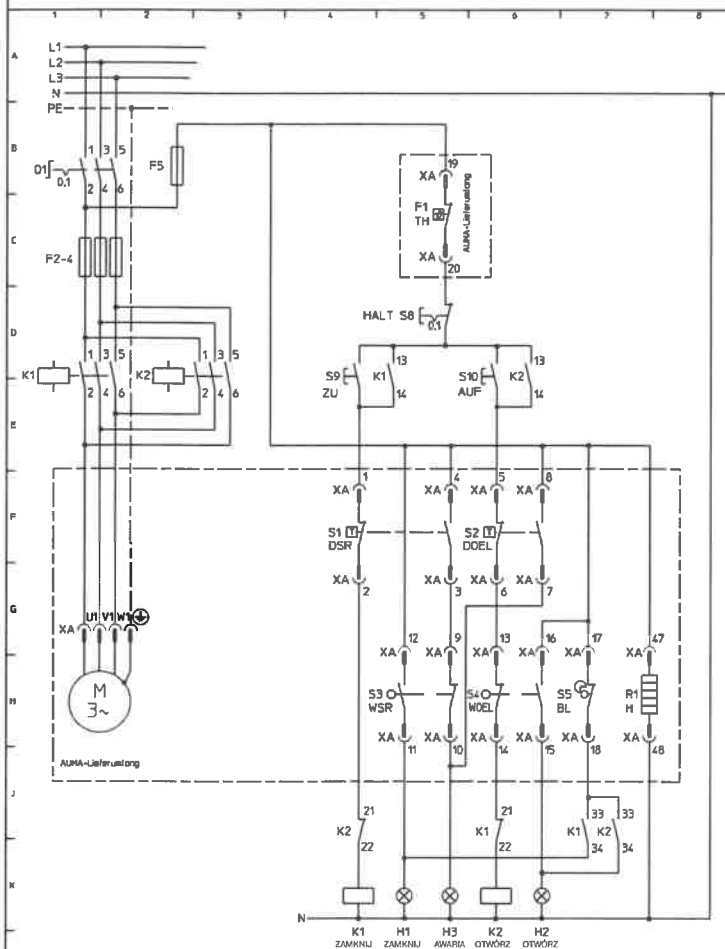 1 2 3 4 5 6 7 8
A
L1
L2
L3
N
PE
B
1 3 5
Q1
0,1
2 4 6
F5
19
XA
F1
TH
XA
20
AUMA-Lieferumfang
C
F2-4
D
HALT S8
0,1
1 3 5
K1
2 4 6
1 3 5
K2
2 4 6
S9
ZU
13
K1
14
S10
AUF
13
K2
14
E
F
1 4 5 8
XA XA XA XA
S1 T
DSR
S2 T
DOEL
XA XA XA XA
2 3 6 7
G
XA
U1 V1 W1
12 9 13 16 17 47
XA XA XA XA XA XA
H
M
3~
S3
WSR
S4
WOEL
S5
BL
R1
H
XA XA XA XA XA XA
11 10 14 15 18 48
AUMA-Lieferumfang
J
21
K2
22
21
K1
22
33
K1
34
33
K2
34
K
N
K1 H1 H3 K2 H2
ZAMKNIJ ZAMKNIJ AWARIA OTWÓRZ OTWÓRZ